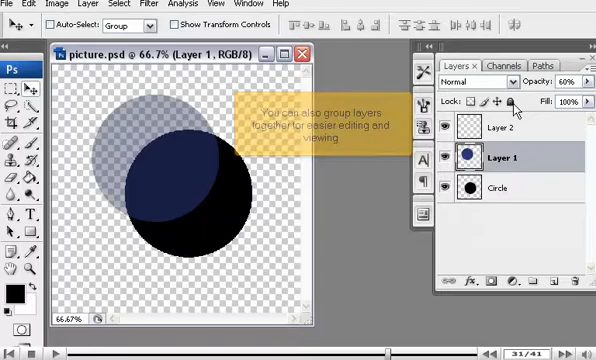 File Edit Image Layer Select Filter Analysis View Window Help
Auto-Select: Group Show Transform Controls
picture.psd @ 66.7% (Layer 1, RGB/8)
Ps
You can also group layers
together for easier editing and
viewing
Layers × Channels Paths
Normal Opacity: 60%
Lock: Fill: 100%
Layer 2
Layer 1
Circle
66.67%
31/41